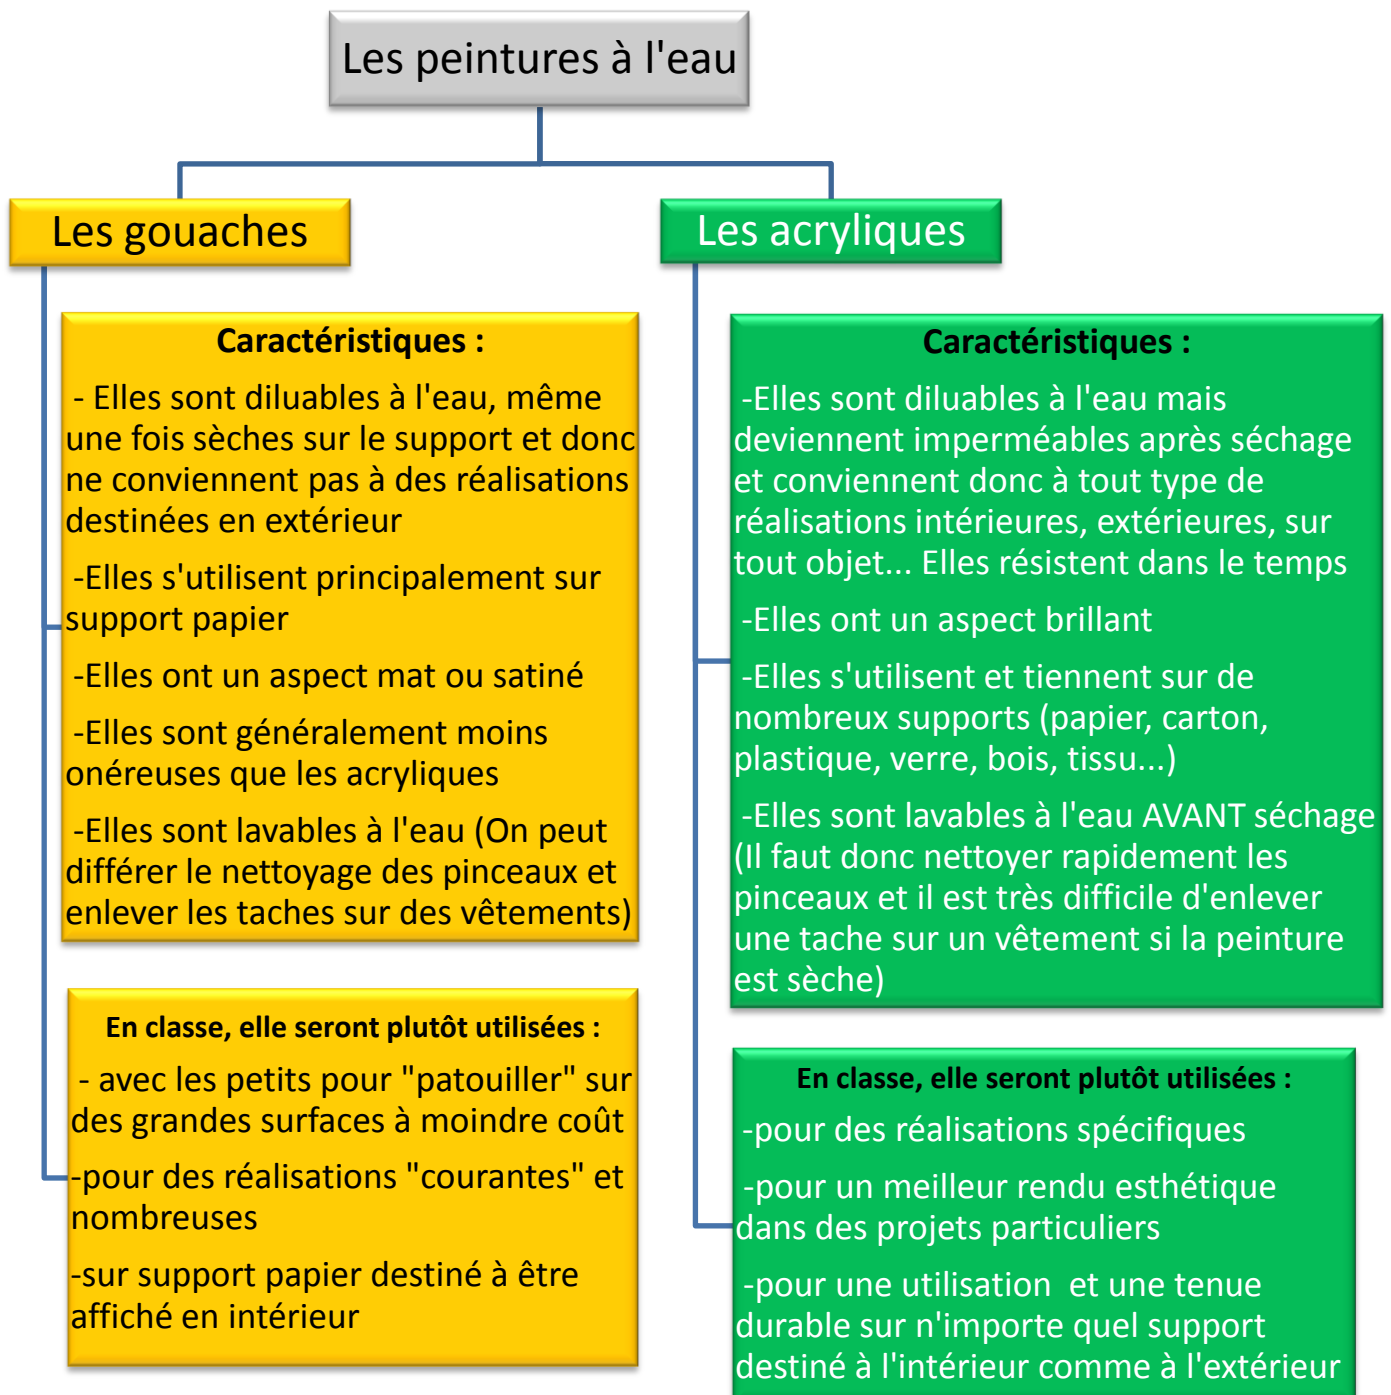 Les peintures à l'eau
Les gouaches
Caractéristiques :
- Elles sont diluables à l'eau, même
une fois sèches sur le support et donc
ne conviennent pas à des réalisations
destinées en extérieur
-Elles s'utilisent principalement sur
support papier
-Elles ont un aspect mat ou satiné
-Elles sont généralement moins
onéreuses que les acryliques
-Elles sont lavables à l'eau (On peut
différer le nettoyage des pinceaux et
enlever les taches sur des vêtements)
En classe, elle seront plutôt utilisées :
- avec les petits pour "patouiller" sur
des grandes surfaces à moindre coût
-pour des réalisations "courantes" et
nombreuses
-sur support papier destiné à être
affiché en intérieur
Les acryliques
Caractéristiques :
-Elles sont diluables à l'eau mais
deviennent imperméables après séchage
et conviennent donc à tout type de
réalisations intérieures, extérieures, sur
tout objet... Elles résistent dans le temps
-Elles ont un aspect brillant
-Elles s'utilisent et tiennent sur de
nombreux supports (papier, carton,
plastique, verre, bois, tissu...)
-Elles sont lavables à l'eau AVANT séchage
(Il faut donc nettoyer rapidement les
pinceaux et il est très difficile d'enlever
une tache sur un vêtement si la peinture
est sèche)
En classe, elle seront plutôt utilisées :
-pour des réalisations spécifiques
-pour un meilleur rendu esthétique
dans des projets particuliers
-pour une utilisation  et une tenue
durable sur n'importe quel support
destiné à l'intérieur comme à l'extérieur